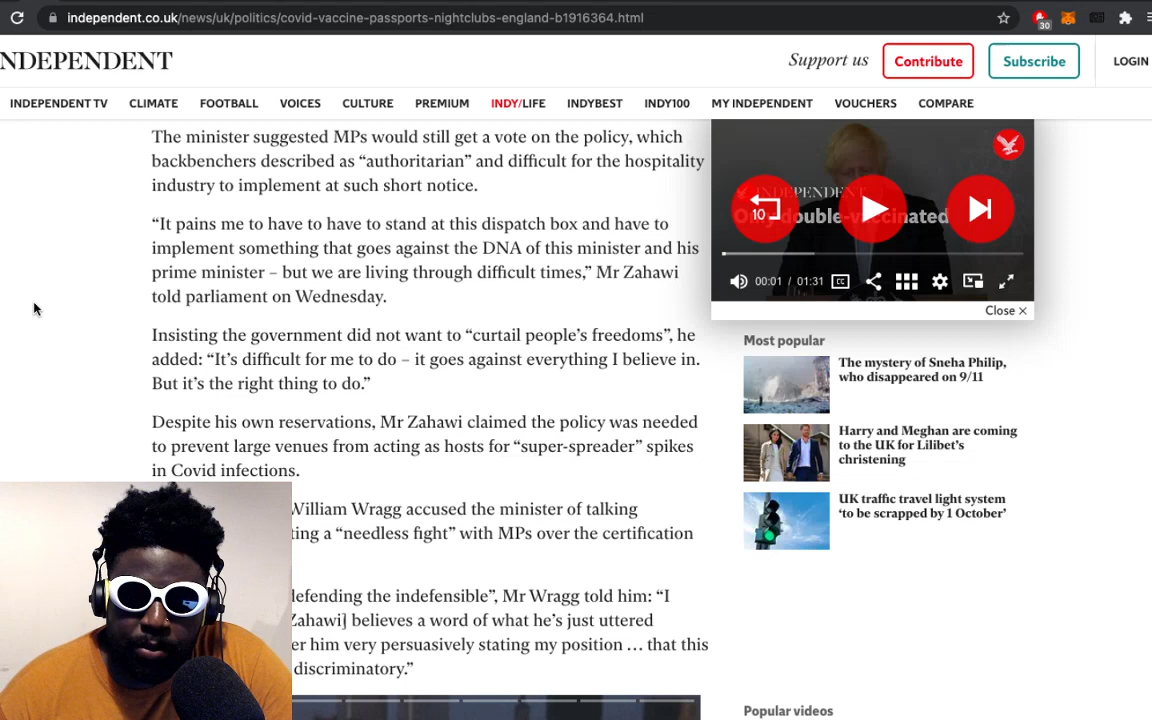 independent.co.uk/news/uk/politics/covid-vaccine-passports-nightclubs-england-b1916364.html
30
NDEPENDENT
Support us
Contribute
Subscribe
LOGIN
INDEPENDENT TV CLIMATE FOOTBALL VOICES CULTURE PREMIUM INDY/LIFE INDYBEST INDY100 MY INDEPENDENT VOUCHERS COMPARE
The minister suggested MPs would still get a vote on the policy, which
backbenchers described as “authoritarian” and difficult for the hospitality
industry to implement at such short notice.
“It pains me to have to have to stand at this dispatch box and have to
implement something that goes against the DNA of this minister and his
prime minister – but we are living through difficult times,” Mr Zahawi
told parliament on Wednesday.
Insisting the government did not want to “curtail people’s freedoms”, he
added: “It’s difficult for me to do – it goes against everything I believe in.
But it’s the right thing to do.”
Despite his own reservations, Mr Zahawi claimed the policy was needed
to prevent large venues from acting as hosts for “super-spreader” spikes
in Covid infections.
William Wragg accused the minister of talking
ting a “needless fight” with MPs over the certification
defending the indefensible”, Mr Wragg told him: “I
Zahawi] believes a word of what he’s just uttered
er him very persuasively stating my position … that this
discriminatory.”
INDEPENDENT
Only double-vaccinated
10
00:01 / 01:31
CC
Close ×
Most popular
The mystery of Sneha Philip,
who disappeared on 9/11
Harry and Meghan are coming
to the UK for Lilibet’s
christening
UK traffic travel light system
‘to be scrapped by 1 October’
Popular videos